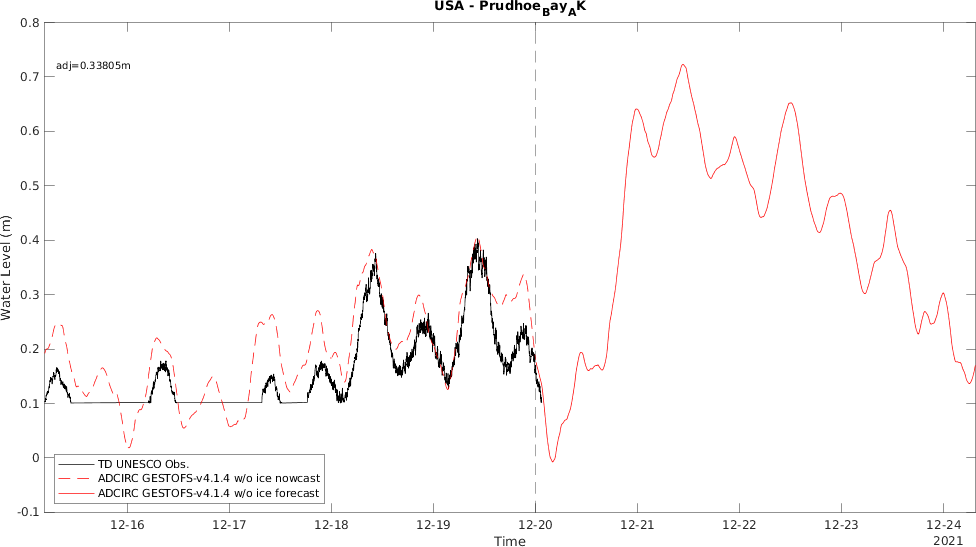 USA - Prudhoe_Bay_AK
0.8
adj=0.33805m
0.7
0.6
0.5
0.4
0.3
0.2
0.1
0
-0.1
Water Level (m)
TD UNESCO Obs.
ADCIRC GESTOFS-v4.1.4 w/o ice nowcast
ADCIRC GESTOFS-v4.1.4 w/o ice forecast
12-16 12-17 12-18 12-19 12-20 12-21 12-22 12-23 12-24
Time
2021